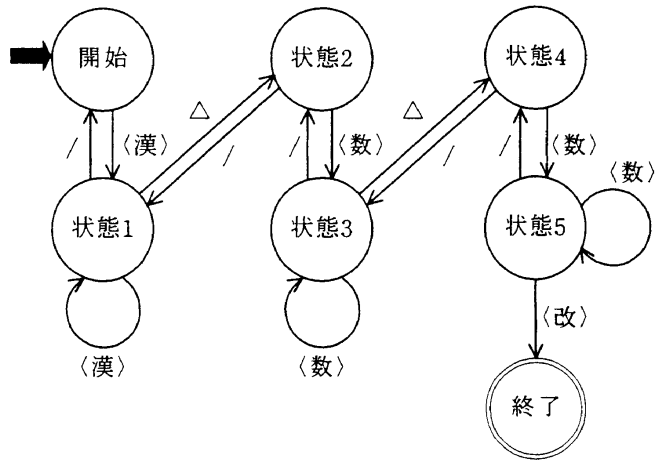 開始 状態2 状態4
/ 〈漢〉 △ / / 〈数〉 △ / / 〈数〉
〈数〉
状態1 状態3 状態5
〈改〉
〈漢〉 〈数〉
終了